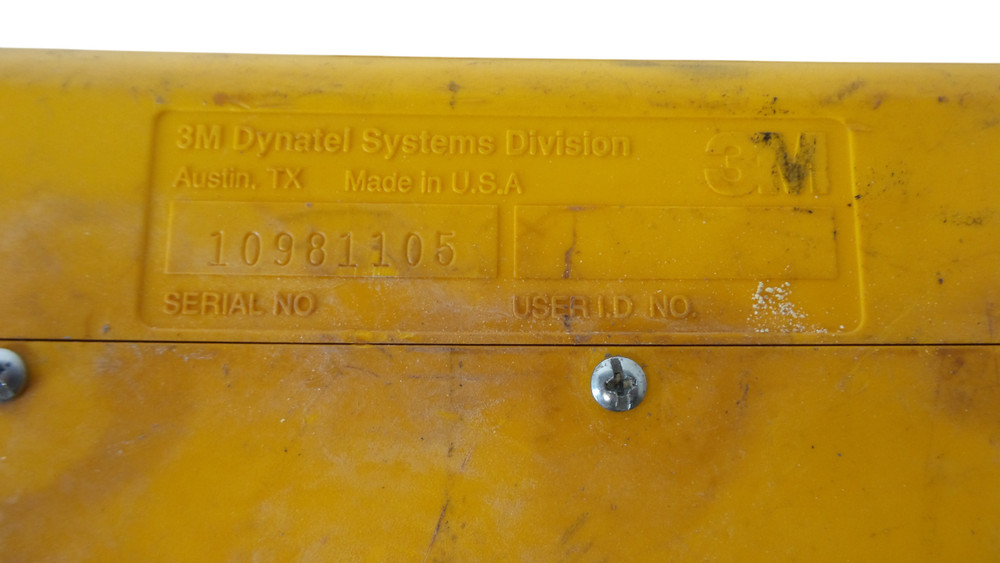 3M Dynatel Systems Division
3M
Austin, TX Made in U.S.A
10981105
SERIAL NO
USER I.D. NO.